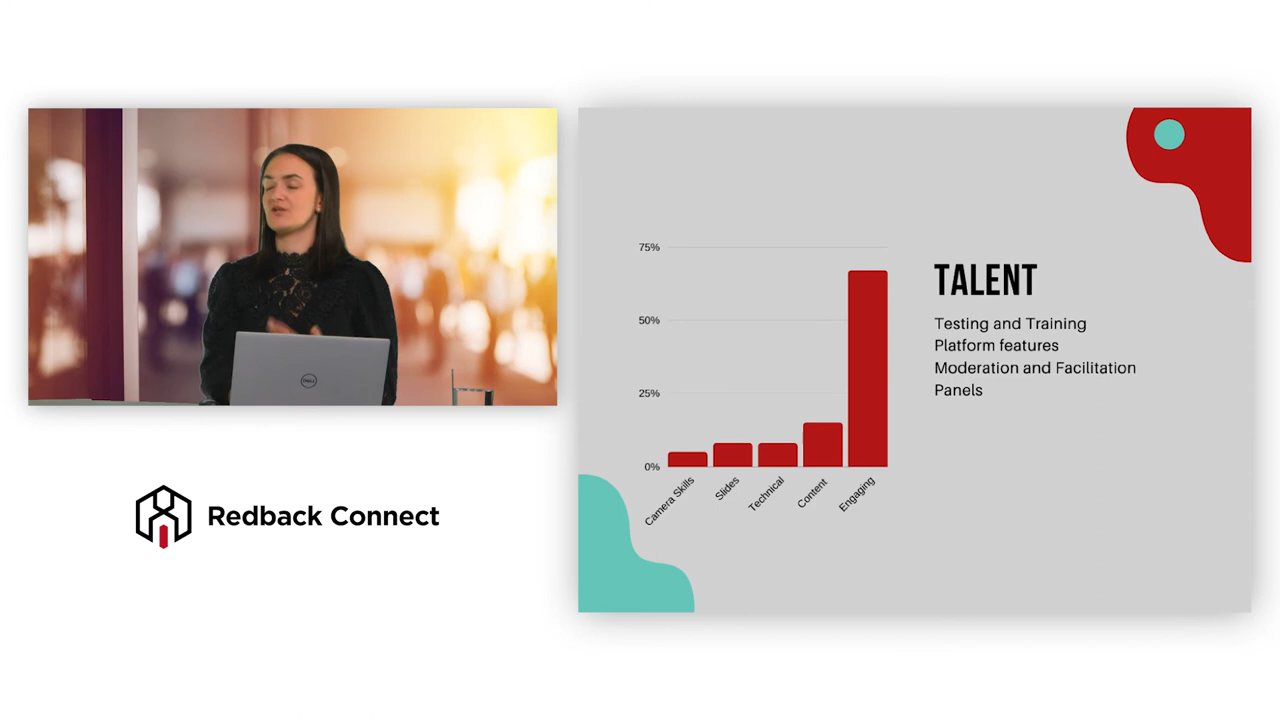 DELL
Redback Connect
75%
50%
25%
0%
Camera Skills
Slides
Technical
Content
Engaging
TALENT
Testing and Training
Platform features
Moderation and Facilitation
Panels